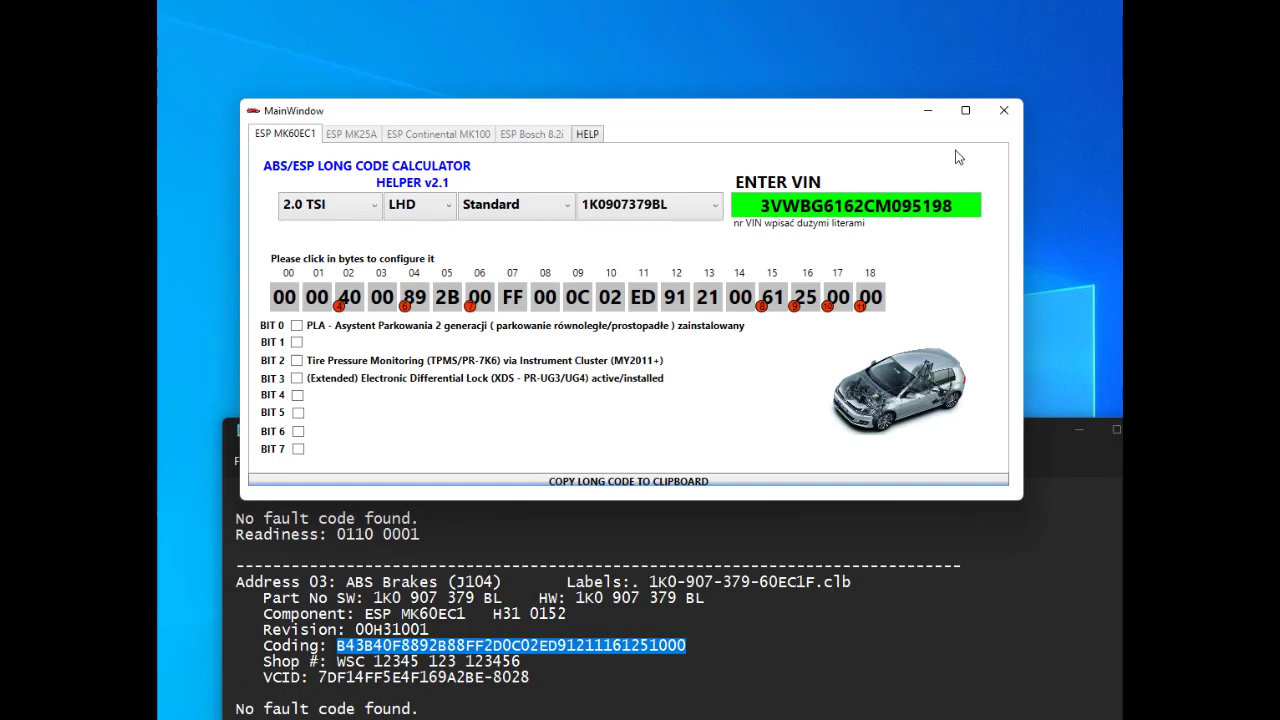 MainWindow
ESP MK60EC1 ESP MK25A ESP Continental MK100 ESP Bosch 8.2i HELP
ABS/ESP LONG CODE CALCULATOR
HELPER v2.1
ENTER VIN
2.0 TSI LHD Standard 1K0907379BL 3VWBG6162CM095198
nr VIN wpisać dużymi literami
Please click in bytes to configure it
00 01 02 03 04 05 06 07 08 09 10 11 12 13 14 15 16 17 18
00 00 40 00 89 2B 00 FF 00 0C 02 ED 91 21 00 61 25 00 00
BIT 0 PLA - Asystent Parkowania 2 generacji ( parkowanie równoległe/prostopadłe ) zainstalowany
BIT 1
BIT 2 Tire Pressure Monitoring (TPMS/PR-7K6) via Instrument Cluster (MY2011+)
BIT 3 (Extended) Electronic Differential Lock (XDS - PR-UG3/UG4) active/installed
BIT 4
BIT 5
BIT 6
BIT 7
COPY LONG CODE TO CLIPBOARD
No fault code found.
Readiness: 0110 0001
-------------------------------------------------------------------------------
Address 03: ABS Brakes (J104) Labels:. 1K0-907-379-60EC1F.clb
Part No SW: 1K0 907 379 BL HW: 1K0 907 379 BL
Component: ESP MK60EC1 H31 0152
Revision: 00H31001
Coding: B43B40F8892B88FF2D0C02ED91211161251000
Shop #: WSC 12345 123 123456
VCID: 7DF14FF5E4F169A2BE-8028
No fault code found.